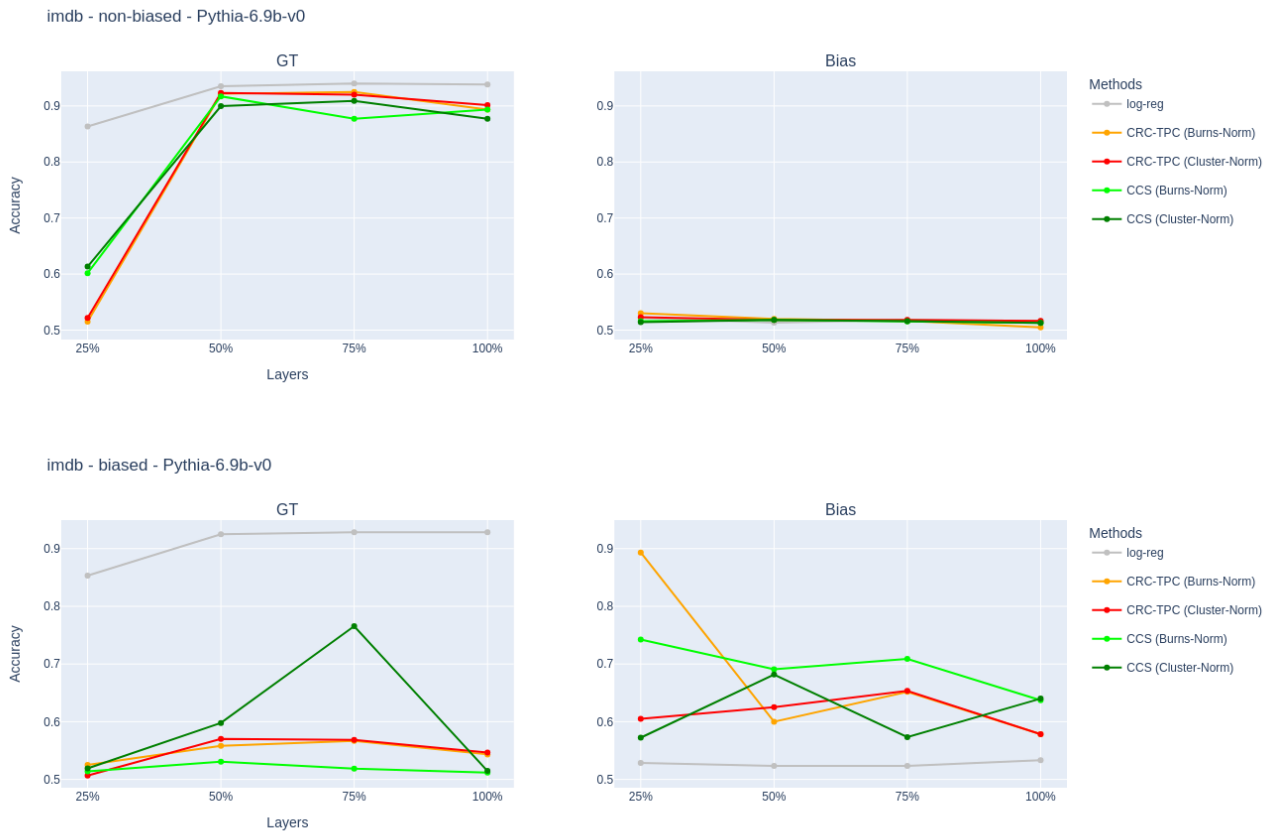 imdb - non-biased - Pythia-6.9b-v0
GT
Bias
Accuracy
0.9
0.8
0.7
0.6
0.5
25%
50%
75%
100%
Layers
0.9
0.8
0.7
0.6
0.5
25%
50%
75%
100%
Methods
log-reg
CRC-TPC (Burns-Norm)
CRC-TPC (Cluster-Norm)
CCS (Burns-Norm)
CCS (Cluster-Norm)
imdb - biased - Pythia-6.9b-v0
GT
Bias
Accuracy
0.9
0.8
0.7
0.6
0.5
25%
50%
75%
100%
Layers
0.9
0.8
0.7
0.6
0.5
25%
50%
75%
100%
Methods
log-reg
CRC-TPC (Burns-Norm)
CRC-TPC (Cluster-Norm)
CCS (Burns-Norm)
CCS (Cluster-Norm)